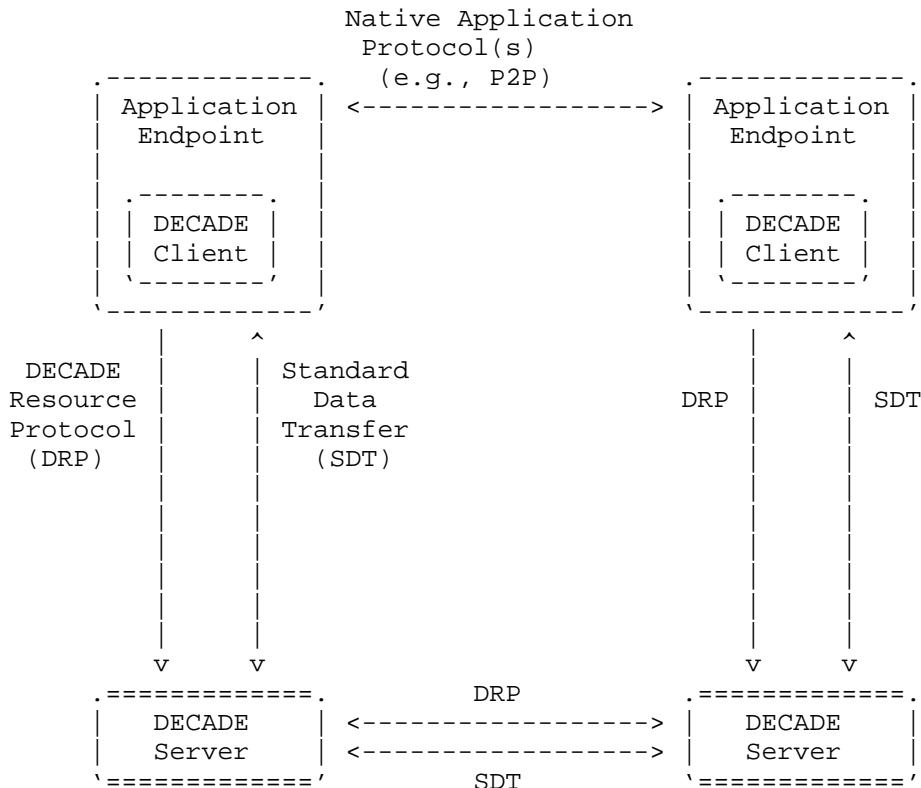 Native Application
Protocol(s)
(e.g., P2P)
Application
Endpoint
Application
Endpoint
DECADE
Client
DECADE
Client
DECADE
Resource
Protocol
(DRP)
Standard
Data
Transfer
(SDT)
DRP
SDT
DRP
DECADE
Server
DECADE
Server
SDT